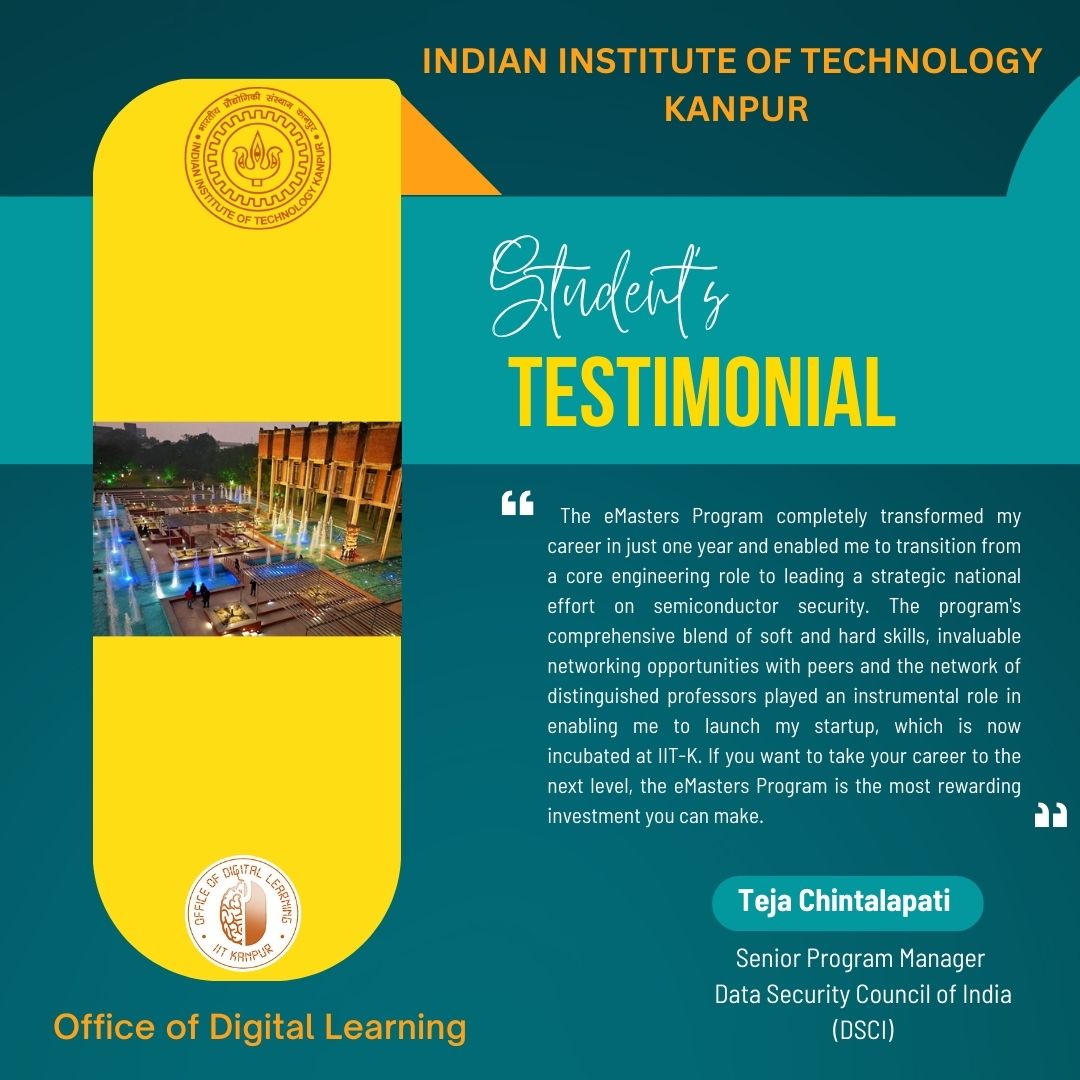 INDIAN INSTITUTE OF TECHNOLOGY
KANPUR
भारतीय प्रौद्योगिकी संस्थान कानपुर
INDIAN INSTITUTE OF TECHNOLOGY KANPUR
Student's
TESTIMONIAL
“
The eMasters Program completely transformed my
career in just one year and enabled me to transition from
a core engineering role to leading a strategic national
effort on semiconductor security. The program's
comprehensive blend of soft and hard skills, invaluable
networking opportunities with peers and the network of
distinguished professors played an instrumental role in
enabling me to launch my startup, which is now
incubated at IIT-K. If you want to take your career to the
next level, the eMasters Program is the most rewarding
investment you can make.
”
OFFICE OF DIGITAL LEARNING
IIT KANPUR
Teja Chintalapati
Senior Program Manager
Data Security Council of India
(DSCI)
Office of Digital Learning